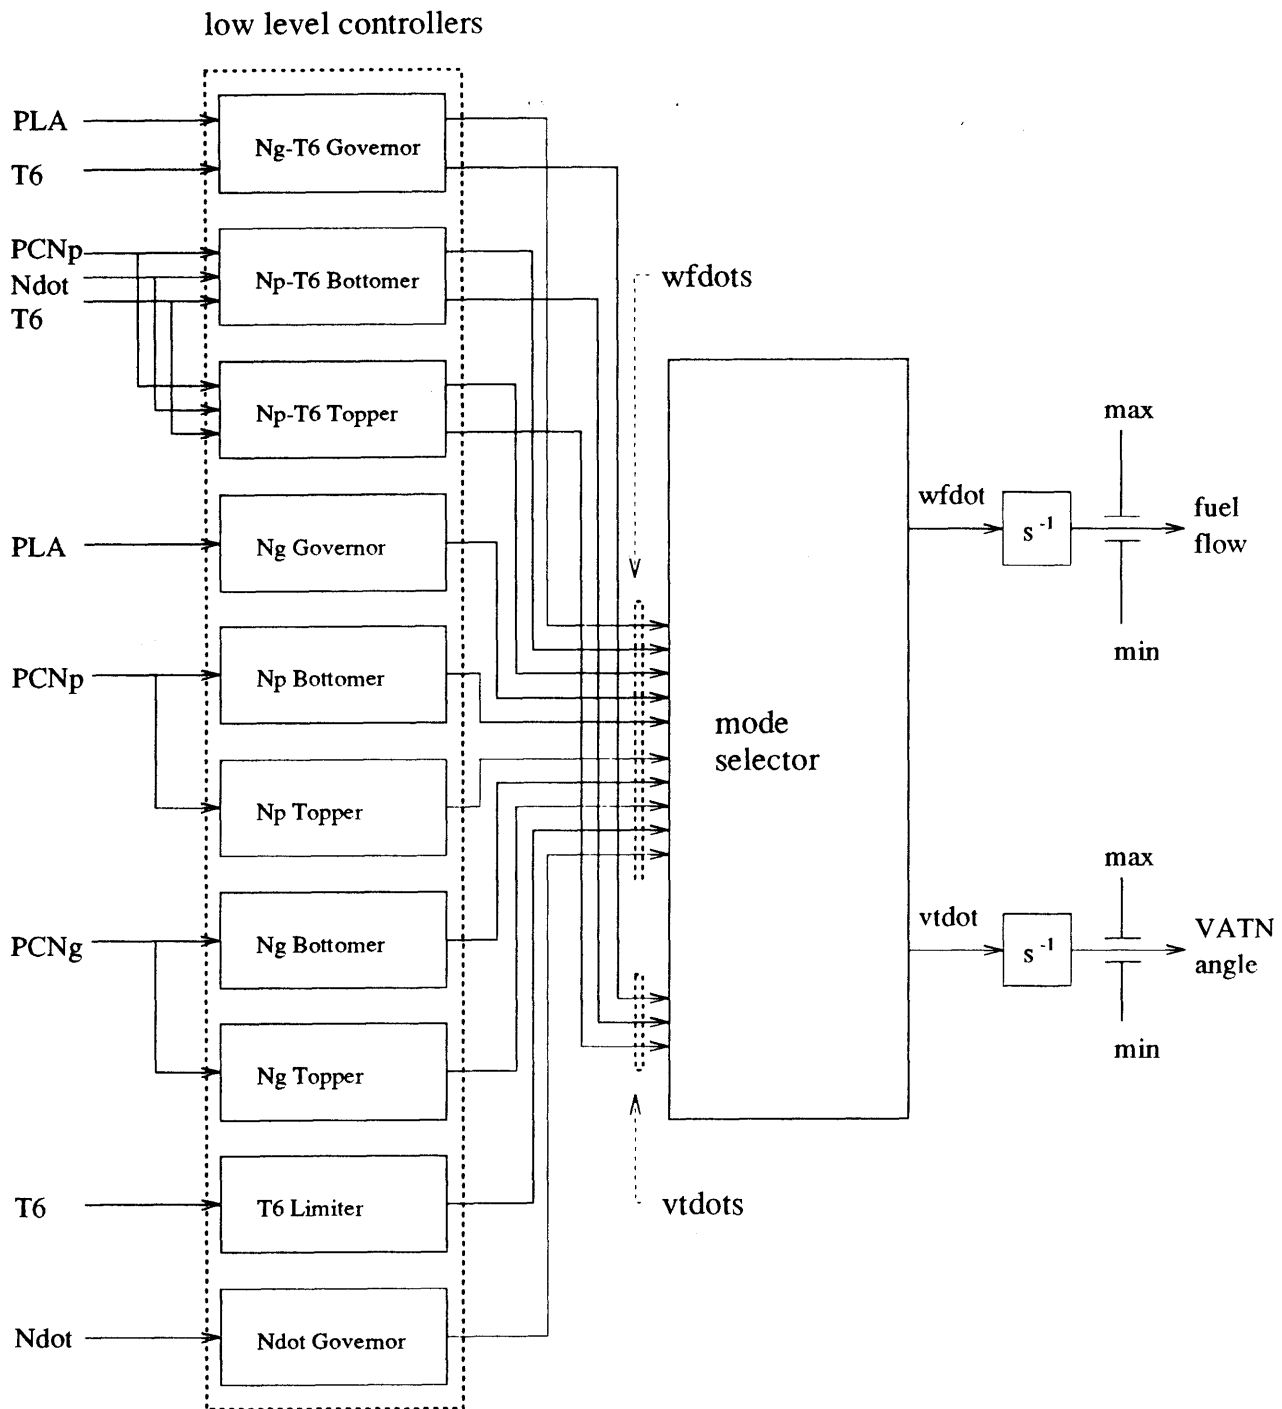 low level controllers
PLA
T6
Ng-T6 Governor
PCNp
Ndot
T6
Np-T6 Bottomer
Np-T6 Topper
PLA
Ng Governor
PCNp
Np Bottomer
Np Topper
PCNg
Ng Bottomer
Ng Topper
T6
T6 Limiter
Ndot
Ndot Governor
wfdots
vtdots
mode
selector
wfdot
s⁻¹
max
min
fuel
flow
vtdot
s⁻¹
max
min
VATN
angle